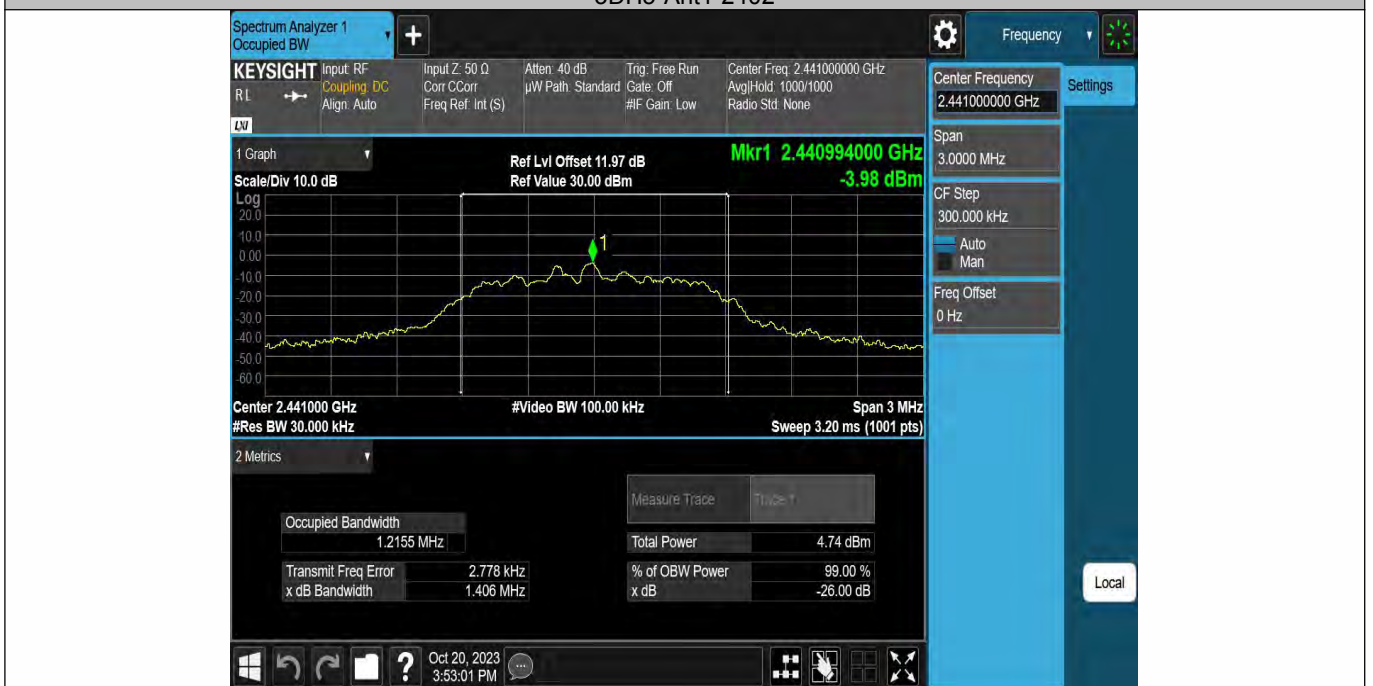 Spectrum Analyzer 1
Occupied BW
Frequency
KEYSIGHT
RL
LXI
Input: RF
Coupling: DC
Align: Auto
Input Z: 50 Ω
Corr CCorr
Freq Ref: Int (S)
Atten: 40 dB
µW Path: Standard
Trig: Free Run
Gate: Off
#IF Gain: Low
Center Freq: 2.441000000 GHz
Avg|Hold: 1000/1000
Radio Std: None
Center Frequency
2.441000000 GHz
Settings
Span
3.0000 MHz
CF Step
300.000 kHz
Auto
Man
Freq Offset
0 Hz
1 Graph
Scale/Div 10.0 dB
Ref Lvl Offset 11.97 dB
Ref Value 30.00 dBm
Mkr1 2.440994000 GHz
-3.98 dBm
Log
20.0
10.0
0.00
-10.0
-20.0
-30.0
-40.0
-50.0
-60.0
1
Center 2.441000 GHz
#Video BW 100.00 kHz
Span 3 MHz
#Res BW 30.000 kHz
Sweep 3.20 ms (1001 pts)
2 Metrics
Measure Trace
Trace 1
Occupied Bandwidth
1.2155 MHz
Total Power
4.74 dBm
Transmit Freq Error
2.778 kHz
% of OBW Power
99.00 %
x dB Bandwidth
1.406 MHz
x dB
-26.00 dB
Local
Oct 20, 2023
3:53:01 PM